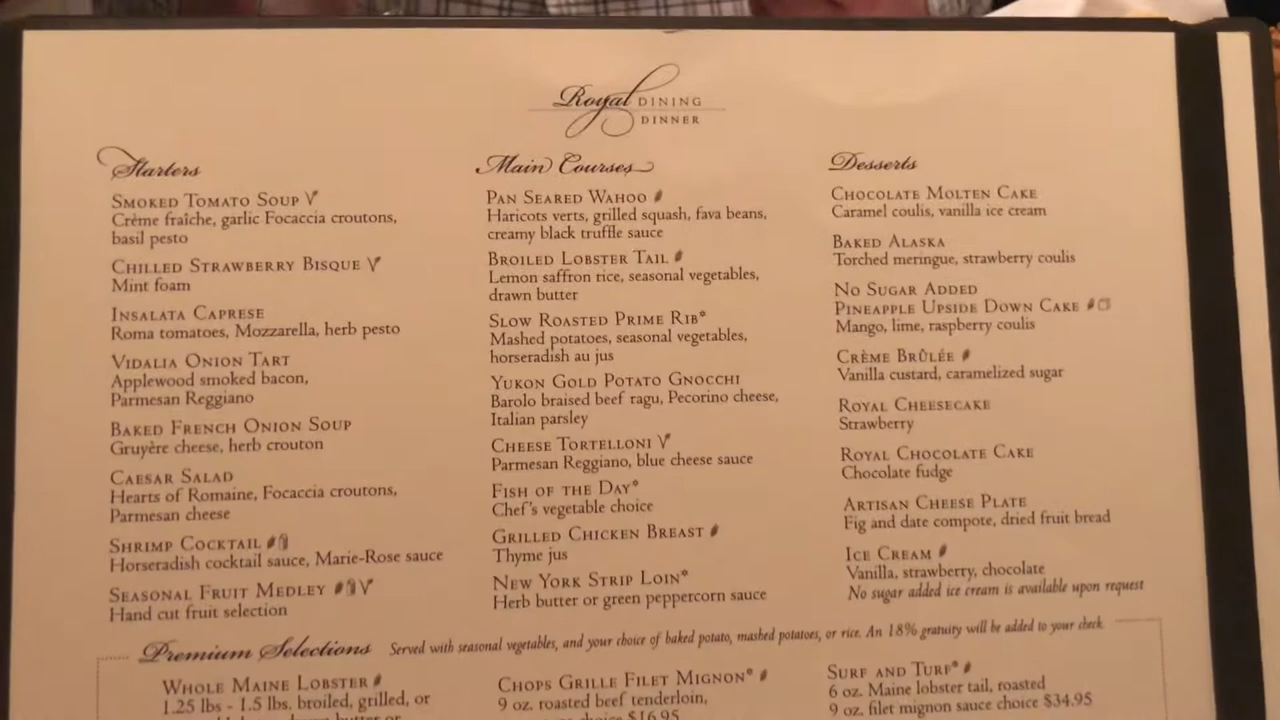 Royal DINING
DINNER
Starters
SMOKED TOMATO SOUP V
Crème fraîche, garlic Focaccia croutons,
basil pesto
CHILLED STRAWBERRY BISQUE V
Mint foam
INSALATA CAPRESE
Roma tomatoes, Mozzarella, herb pesto
VIDALIA ONION TART
Applewood smoked bacon,
Parmesan Reggiano
BAKED FRENCH ONION SOUP
Gruyère cheese, herb crouton
CAESAR SALAD
Hearts of Romaine, Focaccia croutons,
Parmesan cheese
SHRIMP COCKTAIL
Horseradish cocktail sauce, Marie-Rose sauce
SEASONAL FRUIT MEDLEY V
Hand cut fruit selection
Main Courses
PAN SEARED WAHOO
Haricots verts, grilled squash, fava beans,
creamy black truffle sauce
BROILED LOBSTER TAIL
Lemon saffron rice, seasonal vegetables,
drawn butter
SLOW ROASTED PRIME RIB*
Mashed potatoes, seasonal vegetables,
horseradish au jus
YUKON GOLD POTATO GNOCCHI
Barolo braised beef ragu, Pecorino cheese,
Italian parsley
CHEESE TORTELLONI V
Parmesan Reggiano, blue cheese sauce
FISH OF THE DAY*
Chef's vegetable choice
GRILLED CHICKEN BREAST
Thyme jus
NEW YORK STRIP LOIN*
Herb butter or green peppercorn sauce
Desserts
CHOCOLATE MOLTEN CAKE
Caramel coulis, vanilla ice cream
BAKED ALASKA
Torched meringue, strawberry coulis
NO SUGAR ADDED
PINEAPPLE UPSIDE DOWN CAKE
Mango, lime, raspberry coulis
CRÈME BRÛLÉE
Vanilla custard, caramelized sugar
ROYAL CHEESECAKE
Strawberry
ROYAL CHOCOLATE CAKE
Chocolate fudge
ARTISAN CHEESE PLATE
Fig and date compote, dried fruit bread
ICE CREAM
Vanilla, strawberry, chocolate
No sugar added ice cream is available upon request
Premium Selections Served with seasonal vegetables, and your choice of baked potato, mashed potatoes, or rice. An 18% gratuity will be added to your check
WHOLE MAINE LOBSTER
1.25 lbs - 1.5 lbs. broiled, grilled, or
CHOPS GRILLE FILET MIGNON*
9 oz. roasted beef tenderloin,
choice $16.95
SURF AND TURF*
6 oz. Maine lobster tail, roasted
9 oz. filet mignon sauce choice $34.95